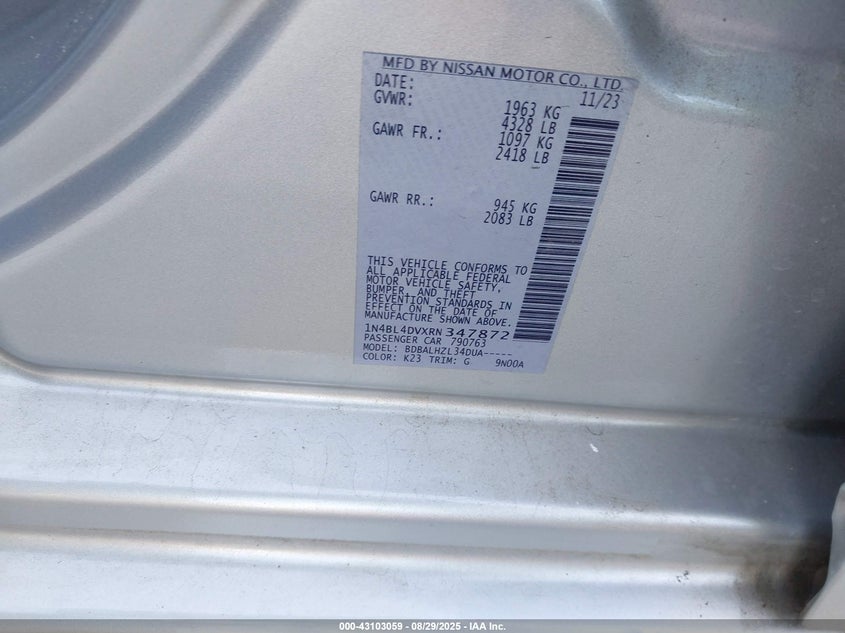 MFD BY NISSAN MOTOR CO., LTD.
DATE: 11/23
GVWR: 1963 KG
4328 LB
GAWR FR.: 1097 KG
2418 LB
GAWR RR.: 945 KG
2083 LB
THIS VEHICLE CONFORMS TO
ALL APPLICABLE FEDERAL
MOTOR VEHICLE SAFETY,
BUMPER, AND THEFT
PREVENTION STANDARDS IN
EFFECT ON THE DATE OF
MANUFACTURE SHOWN ABOVE.
1N4BL4DVXRN347872
PASSENGER CAR 790763
MODEL: BDBALHZL34DUA-----
COLOR: K23 TRIM: G 9N00A
000-43103059 - 08/29/2025 - IAA Inc.